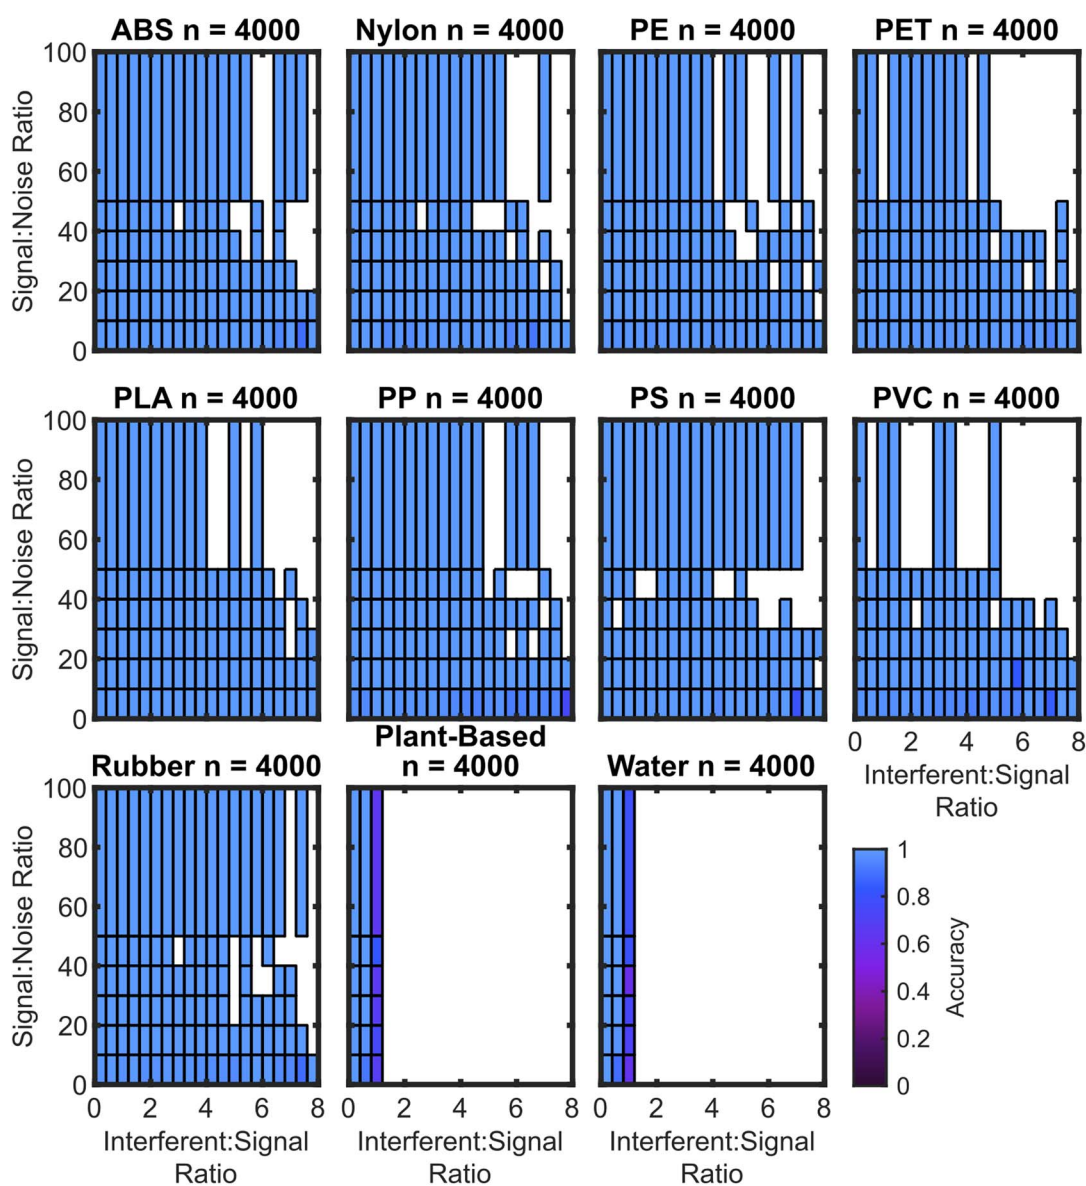 ABS n = 4000
Nylon n = 4000
PE n = 4000
PET n = 4000
100
80
60
40
20
0
Signal:Noise Ratio
PLA n = 4000
PP n = 4000
PS n = 4000
PVC n = 4000
100
80
60
40
20
0
Signal:Noise Ratio
0 2 4 6 8
Interferent:Signal
Ratio
Rubber n = 4000
Plant-Based
n = 4000
Water n = 4000
100
80
60
40
20
0
Signal:Noise Ratio
0 2 4 6 8
Interferent:Signal
Ratio
0 2 4 6 8
Interferent:Signal
Ratio
0 2 4 6 8
Interferent:Signal
Ratio
1
0.8
0.6
0.4
0.2
0
Accuracy